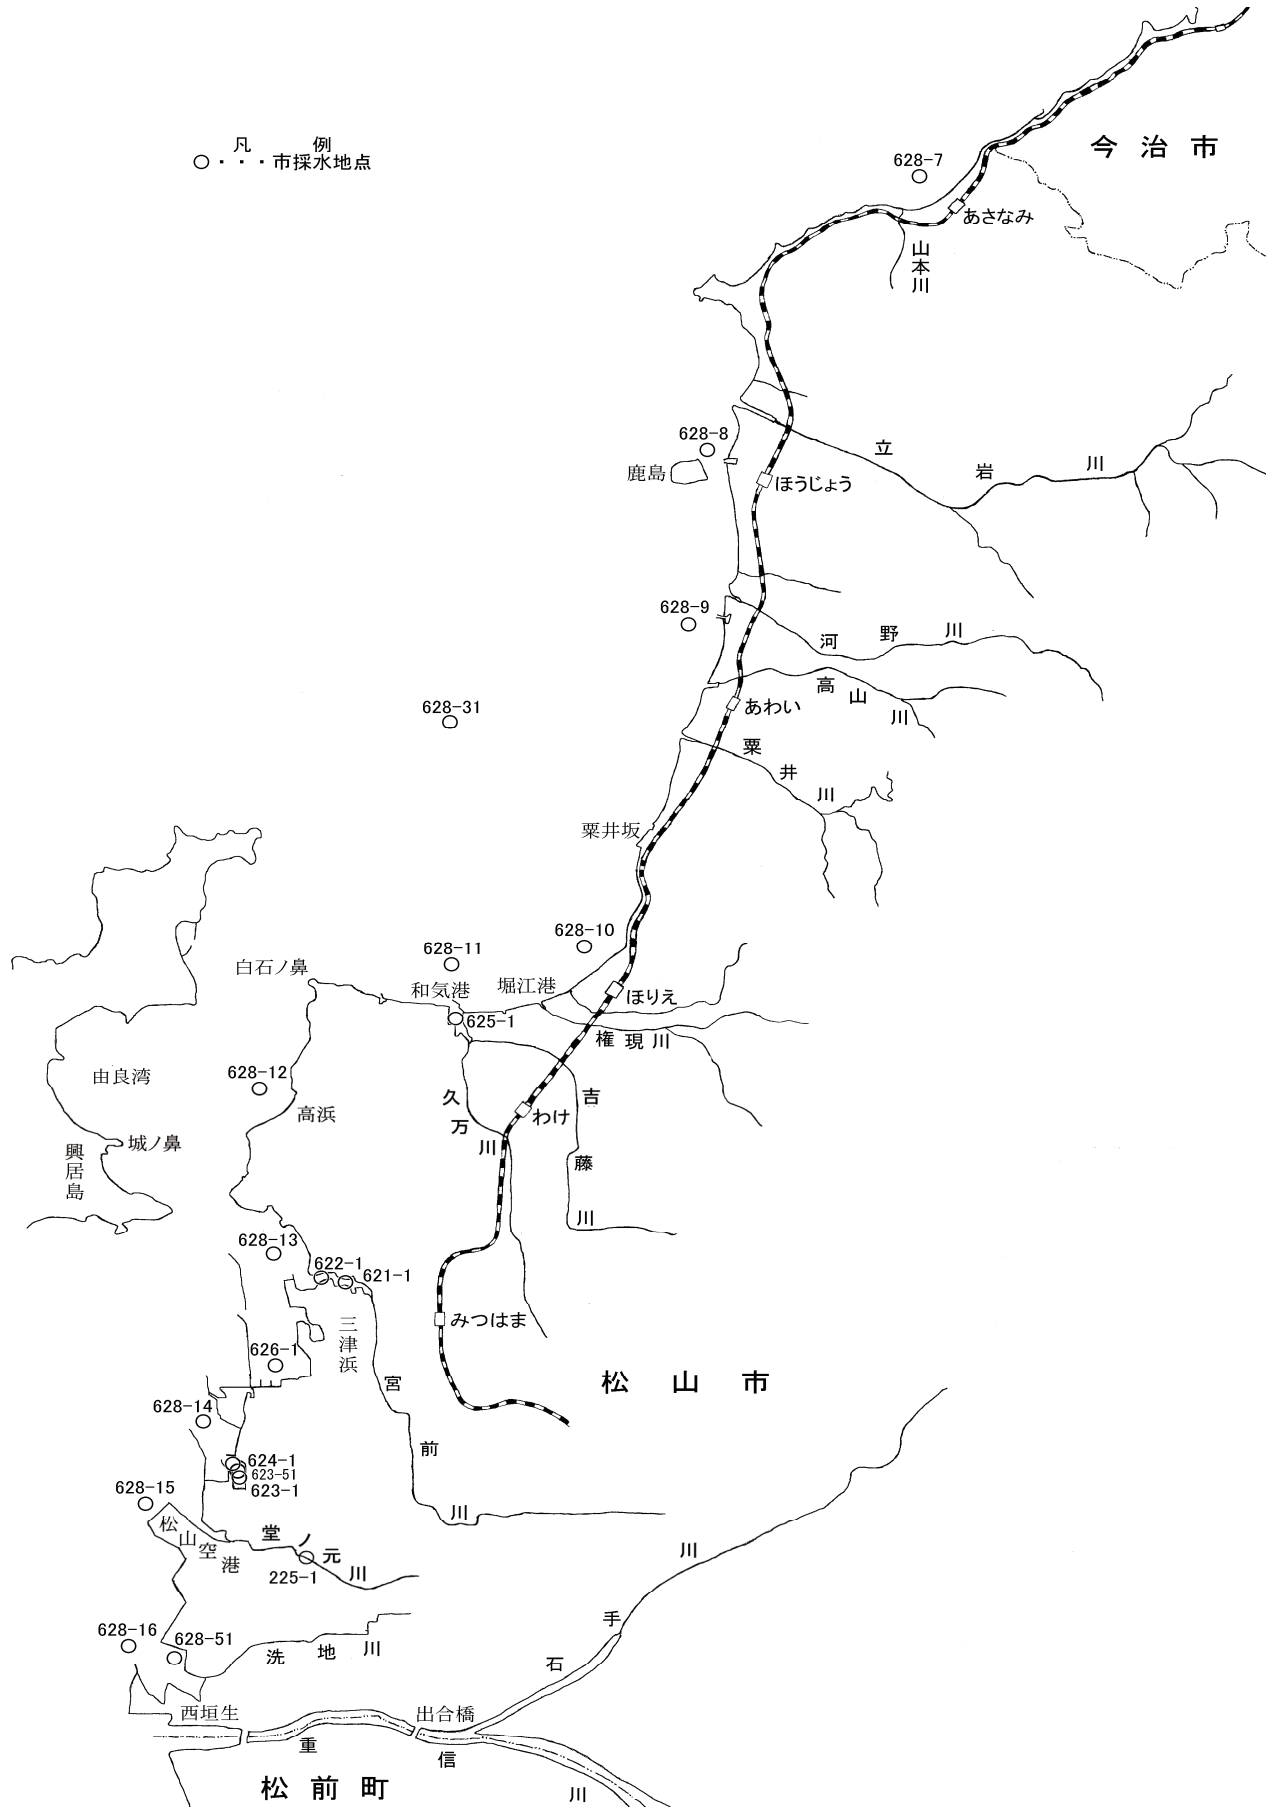 凡 例
○・・・市採水地点
今治市
628-7
あさなみ
山本川
628-8
鹿島
立岩川
ほうじょう
628-9
河野川
高山川
628-31
あわい
粟井川
粟井坂
628-10
628-11
白石ノ鼻
和気港
堀江港
ほりえ
625-1
権現川
628-12
由良湾
久万川
吉藤川
高浜
わけ
城ノ鼻
興居島
628-13
622-1
621-1
みつはま
三津浜
626-1
宮前川
松山市
628-14
624-1
623-51
623-1
628-15
松山空港
堂ノ元川
225-1
石手川
628-16
628-51
洗地川
西垣生
出合橋
重信川
松前町